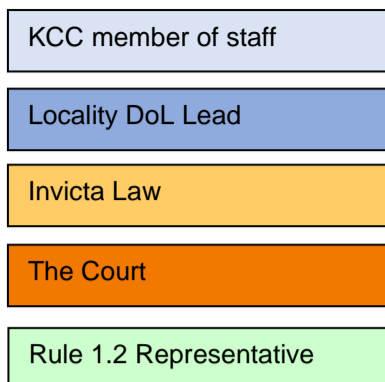 KCC member of staff
Locality DoL Lead
Invicta Law
The Court
Rule 1.2 Representative